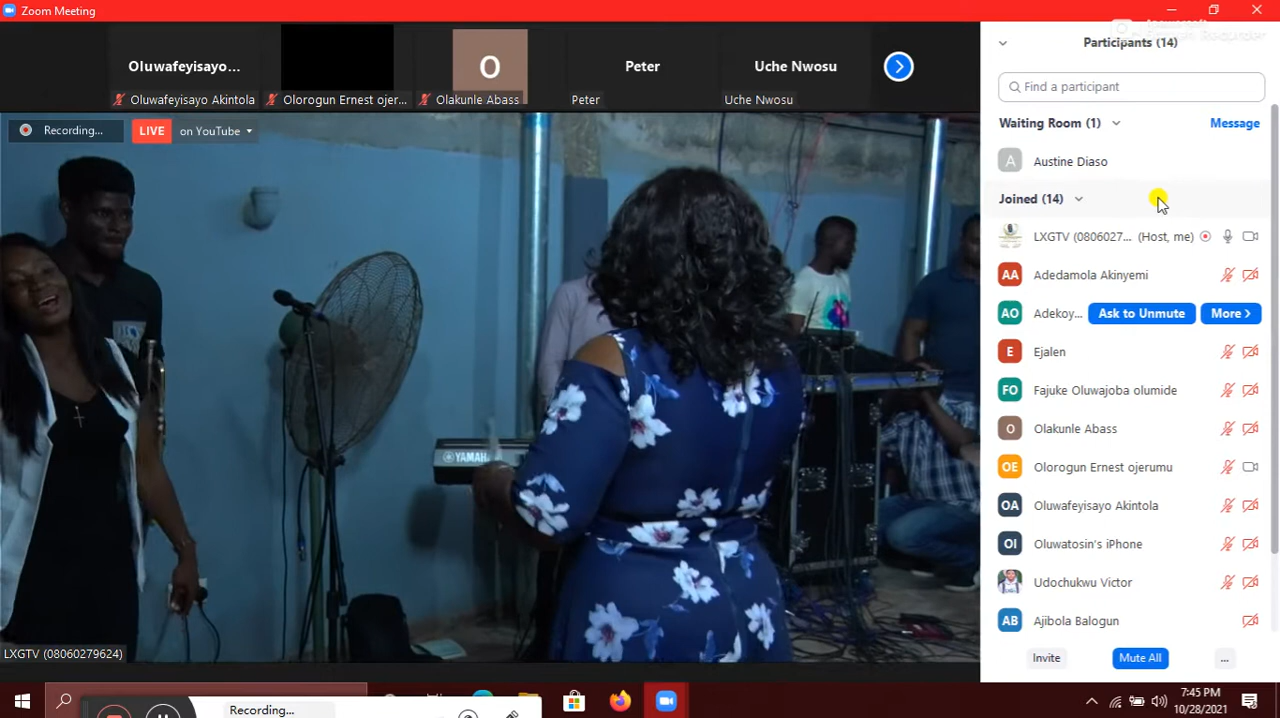 Zoom Meeting
Oluwafeyisayo...
O
Peter
Uche Nwosu
Oluwafeyisayo Akintola
Olorogun Ernest ojer...
Olakunle Abass
Peter
Uche Nwosu
Recording...
LIVE
on YouTube
YAMAH
LXGTV (08060279624)
Participants (14)
Find a participant
Waiting Room (1)
Message
A
Austine Diaso
Joined (14)
LXGTV (0806027... (Host, me)
AA
Adedamola Akinyemi
AO
Adekoy...
Ask to Unmute
More
E
Ejalen
FO
Fajuke Oluwajoba olumide
O
Olakunle Abass
OE
Olorogun Ernest ojerumu
OA
Oluwafeyisayo Akintola
OI
Oluwatosin's iPhone
Udochukwu Victor
AB
Ajibola Balogun
Invite
Mute All
...
Recording...
7:45 PM
10/28/2021